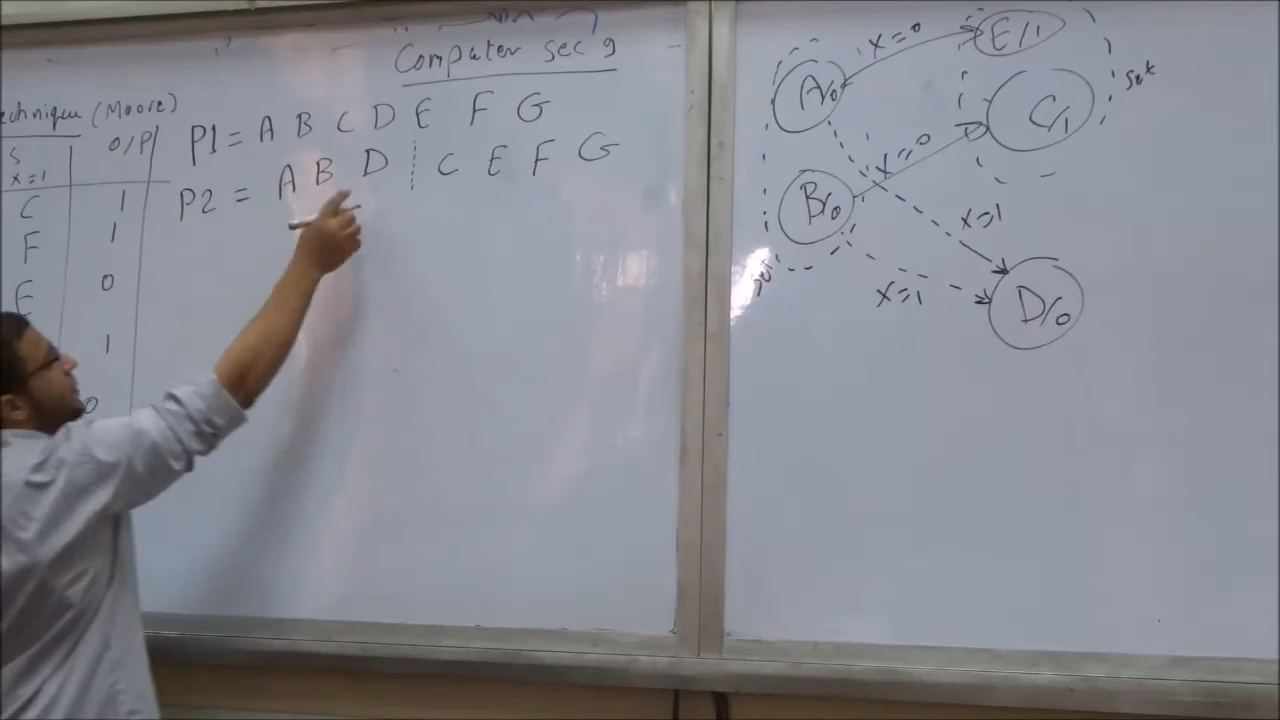 Computer sec 9
echnique (Moore)
S O/P
x=1
C 1
F 1
E 0
1
0
P1 = A B C D E F G
P2 = A B D C E F G
A/0
x=0
E/1
C/1
set
x=0
B/0
x=1
x=1
D/0
set